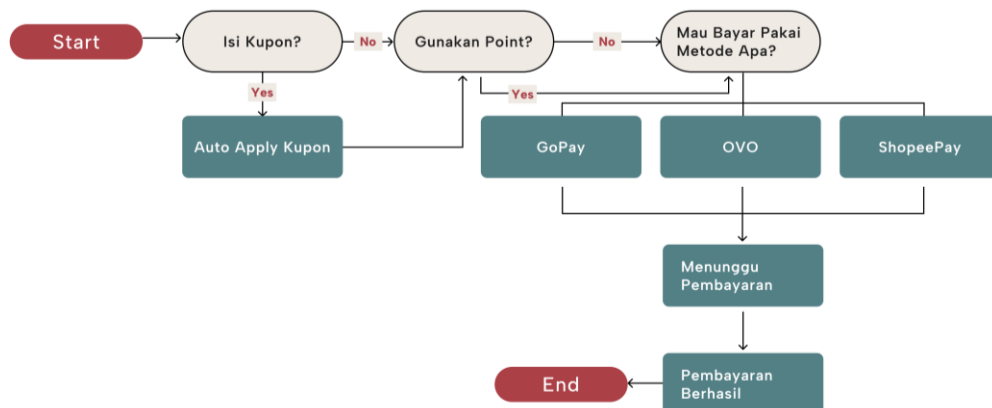 Start
Isi Kupon?
No
Gunakan Point?
No
Mau Bayar Pakai
Metode Apa?
Yes
Yes
Auto Apply Kupon
GoPay
OVO
ShopeePay
Menunggu
Pembayaran
End
Pembayaran
Berhasil